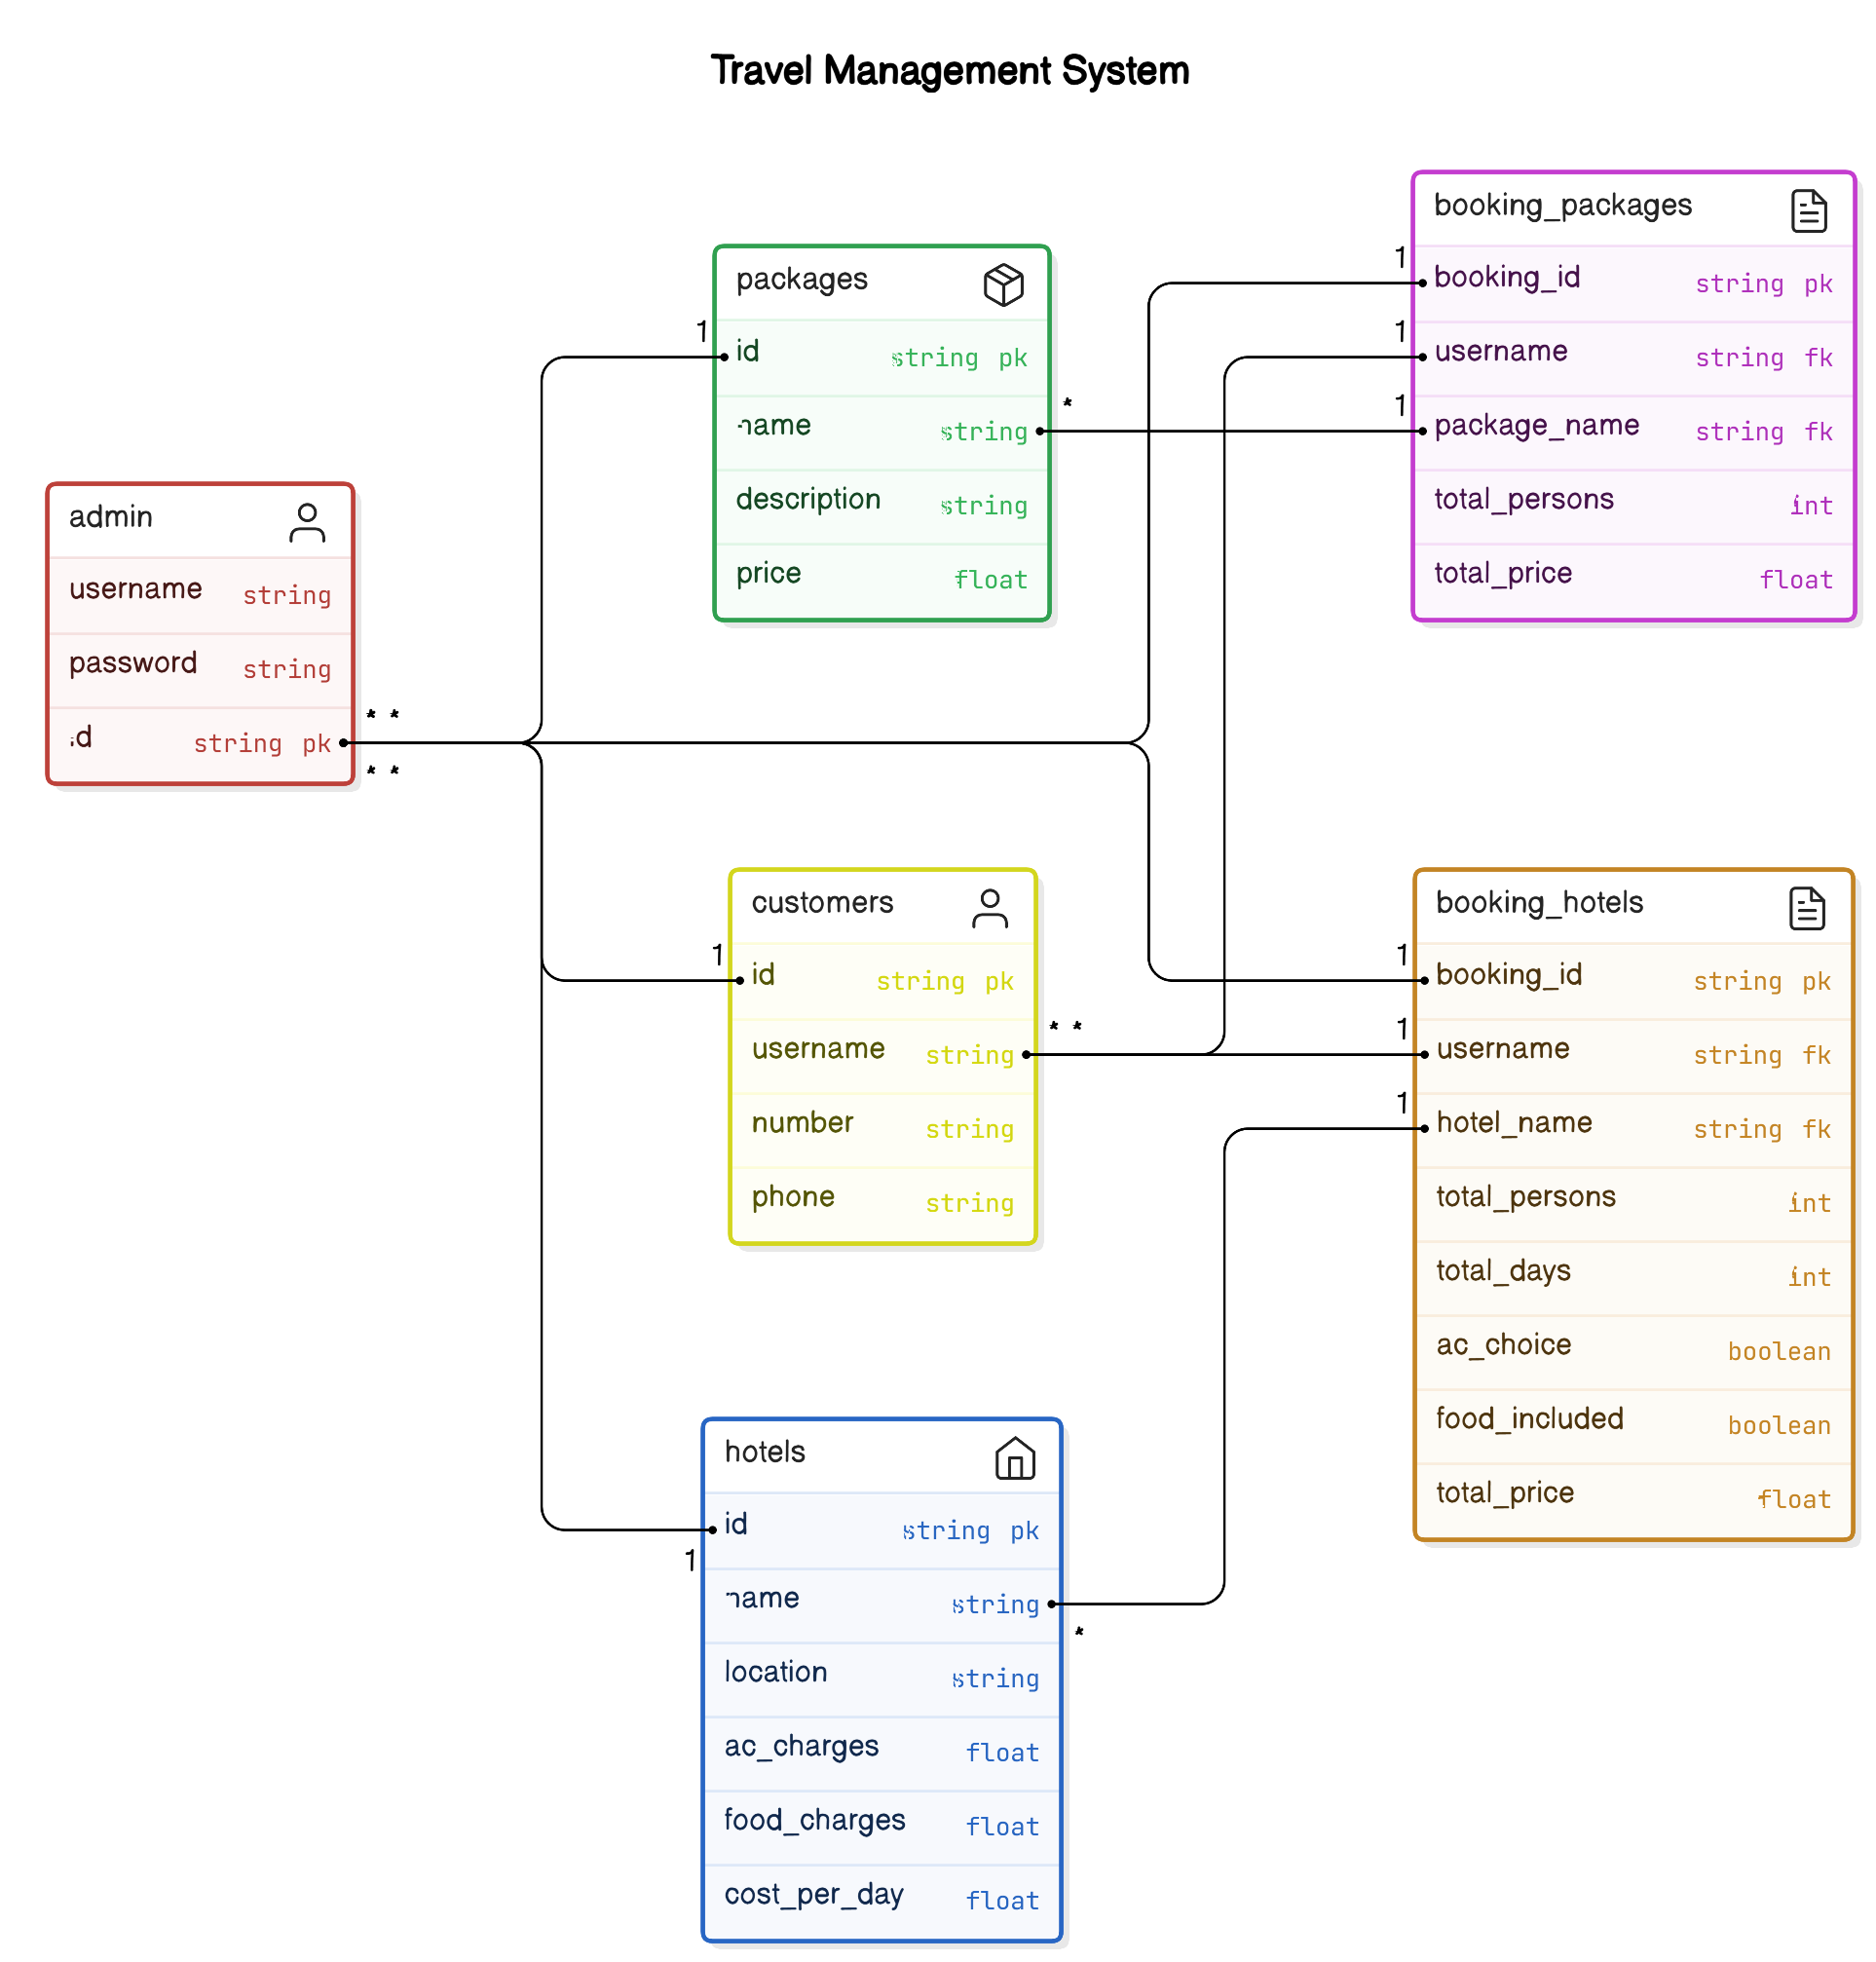 Travel Management System
booking_packages
1
booking_id string pk
1
username string fk
1
package_name string fk
total_persons int
total_price float
packages
1
id string pk
name string
*
description string
price float
admin
username string
password string
id string pk
* *
* *
customers
1
id string pk
username string
* *
number string
phone string
booking_hotels
1
booking_id string pk
1
username string fk
1
hotel_name string fk
total_persons int
total_days int
ac_choice boolean
food_included boolean
total_price float
hotels
id string pk
1
name string
*
location string
ac_charges float
food_charges float
cost_per_day float